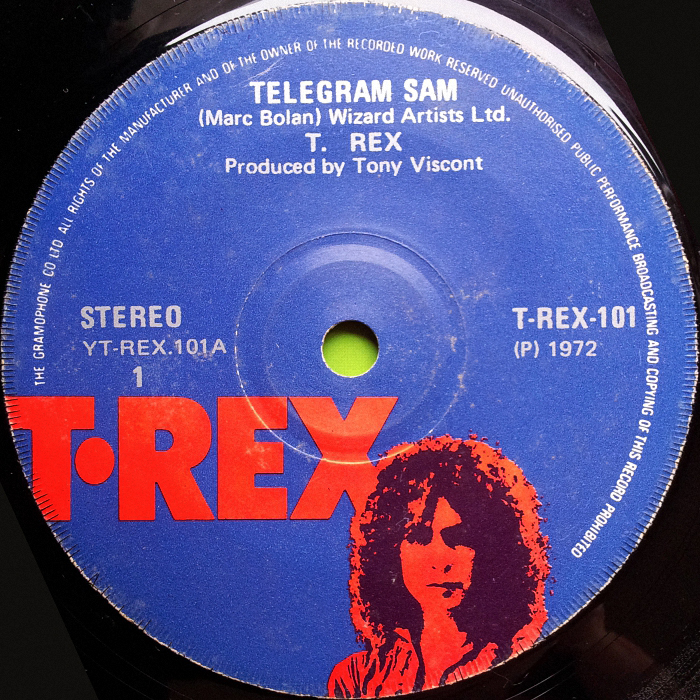 THE GRAMOPHONE CO LTD ALL RIGHTS OF THE MANUFACTURER AND OF THE OWNER OF THE RECORDED WORK RESERVED UNAUTHORISED PUBLIC PERFORMANCE BROADCASTING AND COPYING OF THIS RECORD PROHIBITED
TELEGRAM SAM
(Marc Bolan) Wizard Artists Ltd.
T. REX
Produced by Tony Viscont
STEREO
YT-REX.101A
1
T-REX-101
(P) 1972
T•REX